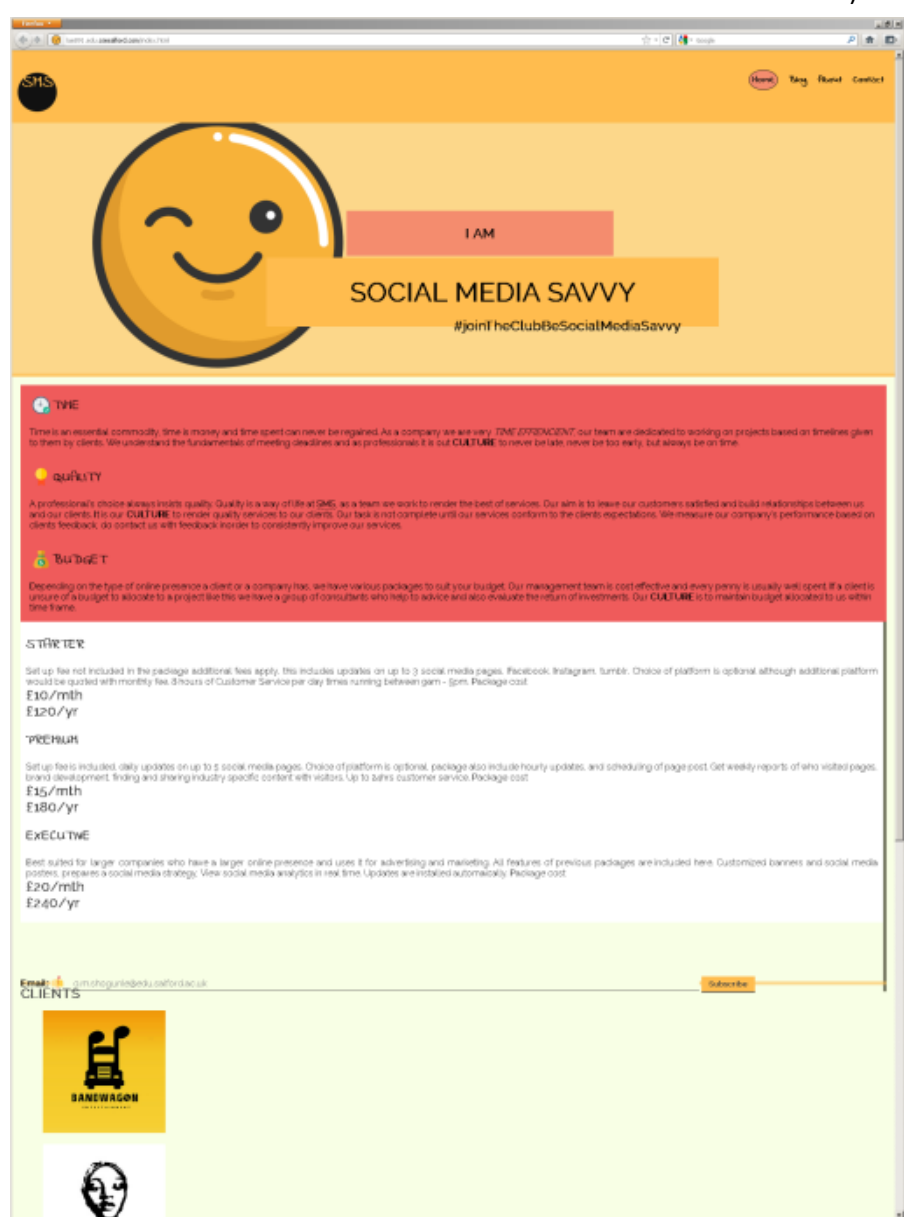 Firefox
Google
SMS
Home Blog About Contact
I AM
SOCIAL MEDIA SAVVY
#joinTheClubBeSocialMediaSavvy
TIME
Time is an essential commodity, time is money and time spent can never be regained. As a company we are very TIME EFFIENCIENT, our team are dedicated to working on projects based on timelines given
to them by clients. We understand the fundamentals of meeting deadlines and as professionals it is out CULTURE to never be late, never be too early, but always be on time.
QUALITY
A professional's choice always insists quality. Quality is a way of life at SMS, as a team we work to render the best of services. Our aim is to leave our customers satisfied and build relationships between us
and our clients. It is our CULTURE to render quality services to our clients. Our task is not complete until our services conform to the clients expectations. We measure our company's performance based on
clients feedback, do contact us with feedback inorder to consistently improve our services.
BUDGET
Depending on the type of online presence a client or a company has, we have various packages to suit your budget. Our management team is cost effective and every penny is usually well spent. If a client is
unsure of a budget to allocate to a project like this we have a group of consultants who help to advice and also evaluate the return of investments. Our CULTURE is to maintain budget allocated to us within
time frame.
STARTER
Set up fee not included in the package additional fees apply, this includes updates on up to 3 social media pages, Facebook, Instagram, tumblr. Choice of platform is optional although additional platform
would be quoted with monthly fee. 8 hours of Customer Service per day times running between 9am - 5pm. Package cost
£10/mth
£120/yr
PREMIUM
Set up fee is included, daily updates on up to 5 social media pages. Choice of platform is optional, package also include hourly updates, and scheduling of page post. Get weekly reports of who visited pages,
brand development, finding and sharing industry specific content with visitors. Up to 24hrs customer service. Package cost
£15/mth
£180/yr
EXECUTIVE
Best suited for larger companies who have a larger online presence and uses it for advertising and marketing. All features of previous packages are included here. Customized banners and social media
posters, prepares a social media strategy, View social media analytics in real time. Updates are installed automaically. Package cost
£20/mth
£240/yr
Email: Subscribe
CLIENTS
BANDWAGON
ENTERTAINMENT